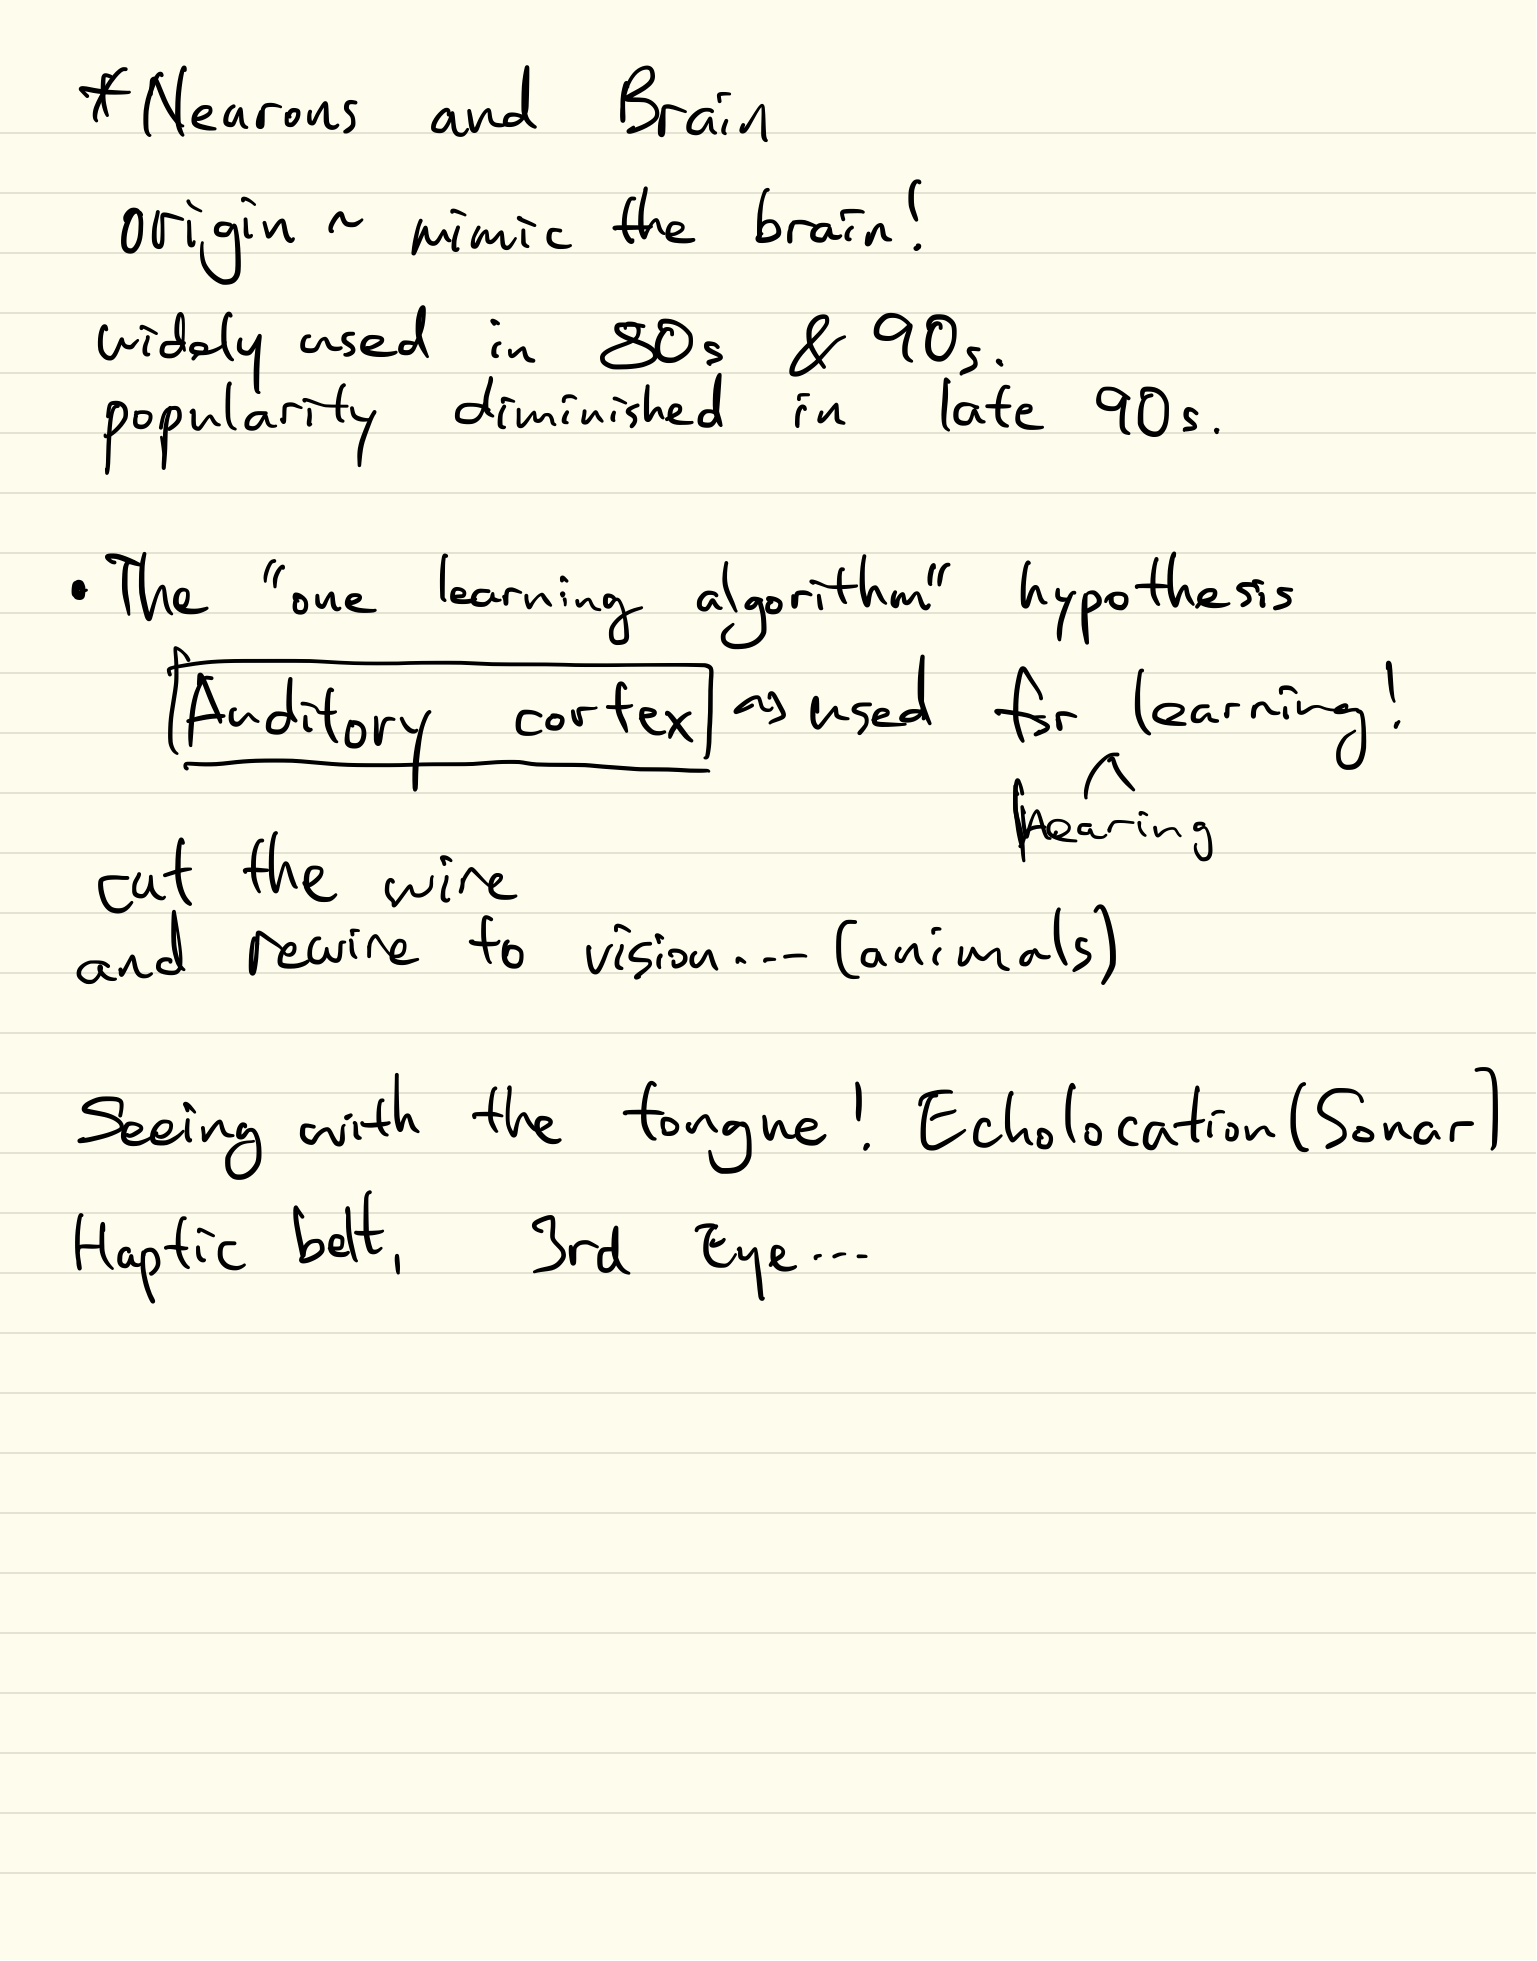 *Nearons and Brain
origin ~ mimic the brain!
widely used in 80s & 90s.
popularity diminished in late 90s.
• The "one learning algorithm" hypothesis
Auditory cortex ~> used for learning!
hearing
cut the wire
and rewire to vision.... (animals)
Seeing with the tongue! Echolocation (Sonar)
Haptic belt, 3rd Eye...